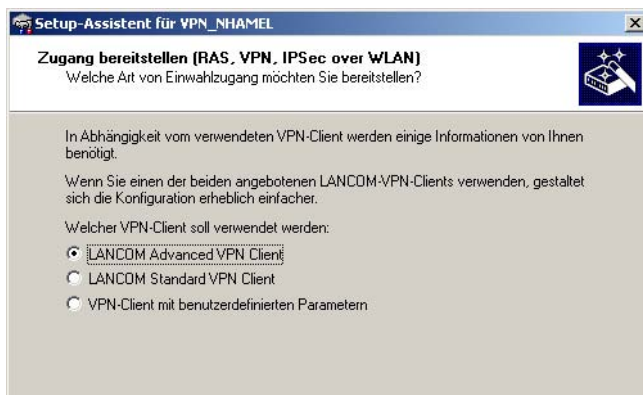 Setup-Assistent für VPN_NHAMEL
Zugang bereitstellen (RAS, VPN, IPSec over WLAN)
Welche Art von Einwahlzugang möchten Sie bereitstellen?
In Abhängigkeit vom verwendeten VPN-Client werden einige Informationen von Ihnen
benötigt.
Wenn Sie einen der beiden angebotenen LANCOM-VPN-Clients verwenden, gestaltet
sich die Konfiguration erheblich einfacher.
Welcher VPN-Client soll verwendet werden:
LANCOM Advanced VPN Client
LANCOM Standard VPN Client
VPN-Client mit benutzerdefinierten Parametern